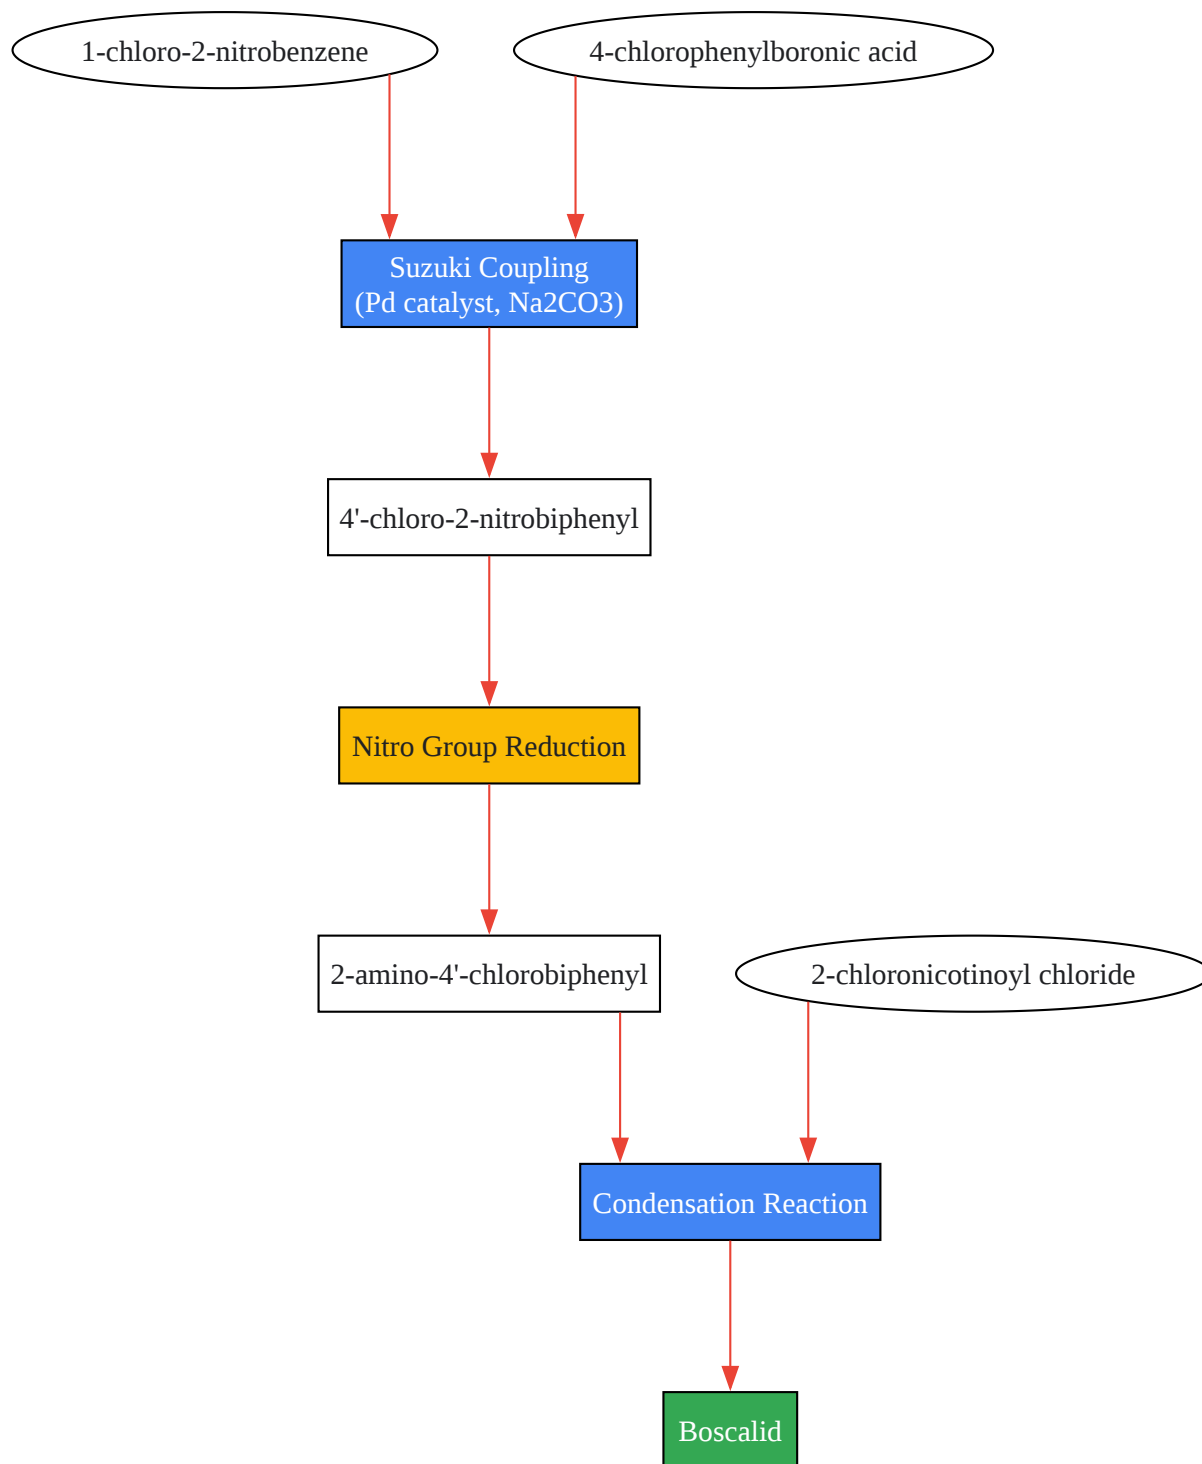 1-chloro-2-nitrobenzene
4-chlorophenylboronic acid
Suzuki Coupling
(Pd catalyst, Na2CO3)
4'-chloro-2-nitrobiphenyl
Nitro Group Reduction
2-amino-4'-chlorobiphenyl
2-chloronicotinoyl chloride
Condensation Reaction
Boscalid